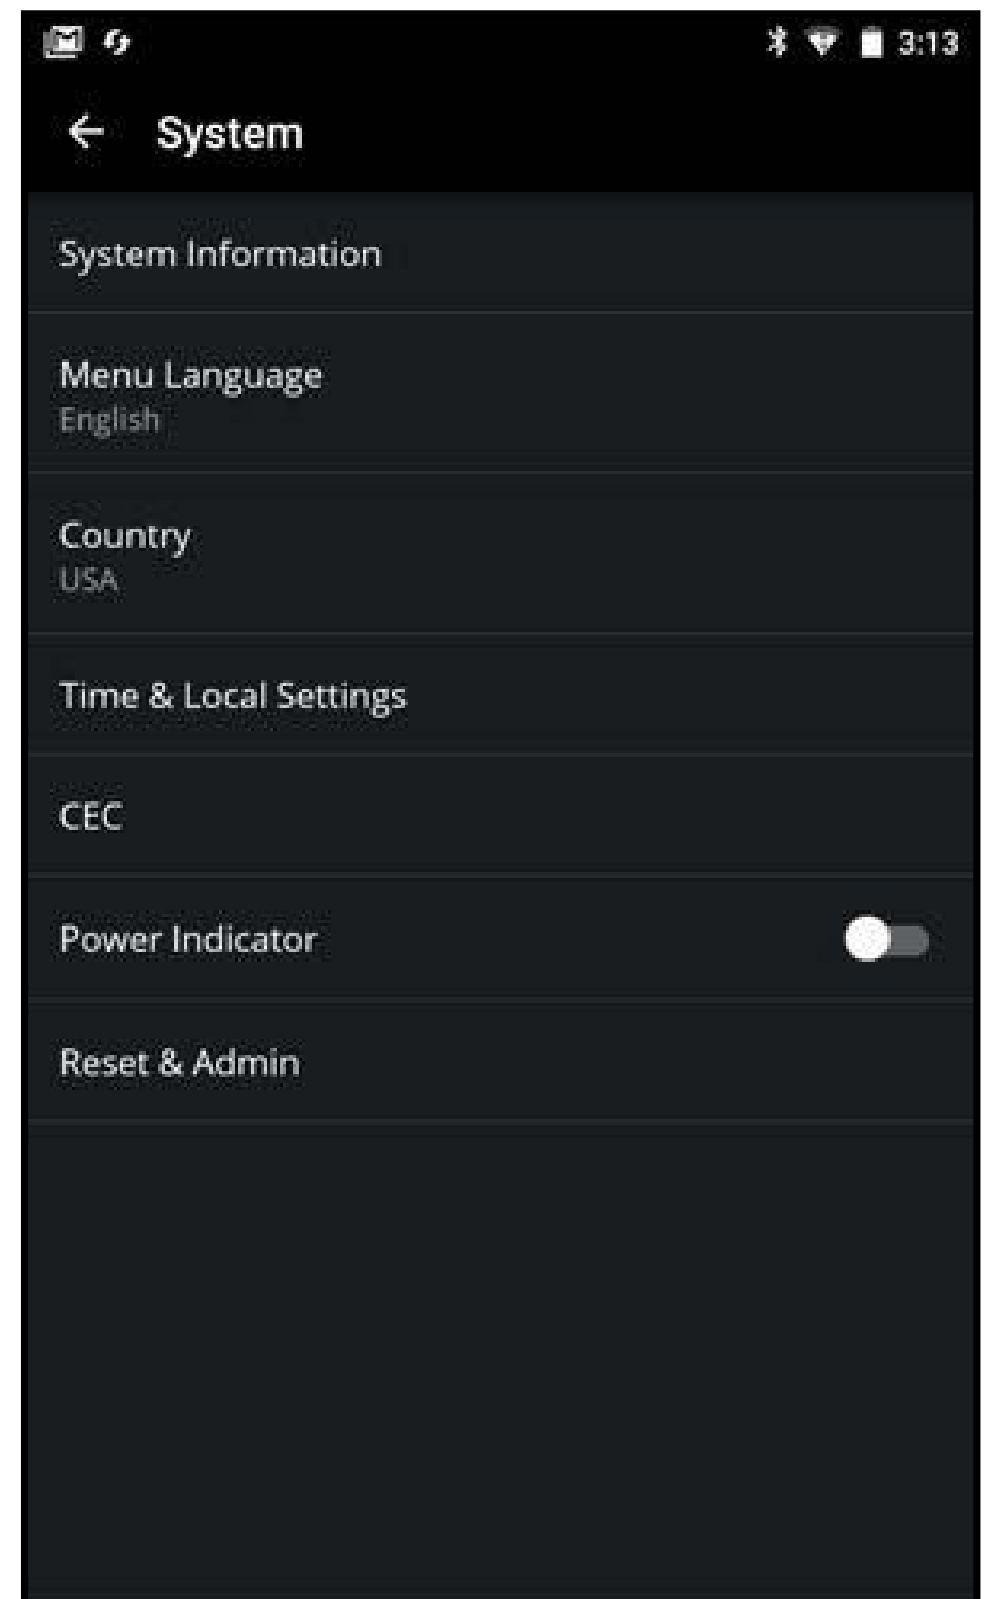 3:13
System
System Information
Menu Language
English
Country
USA
Time & Local Settings
CEC
Power Indicator
Reset & Admin